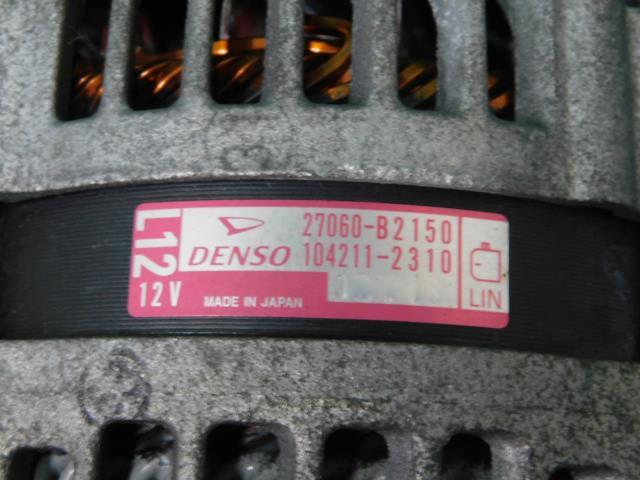 L12
27060-B2150
DENSO 104211-2310
12V MADE IN JAPAN
LIN